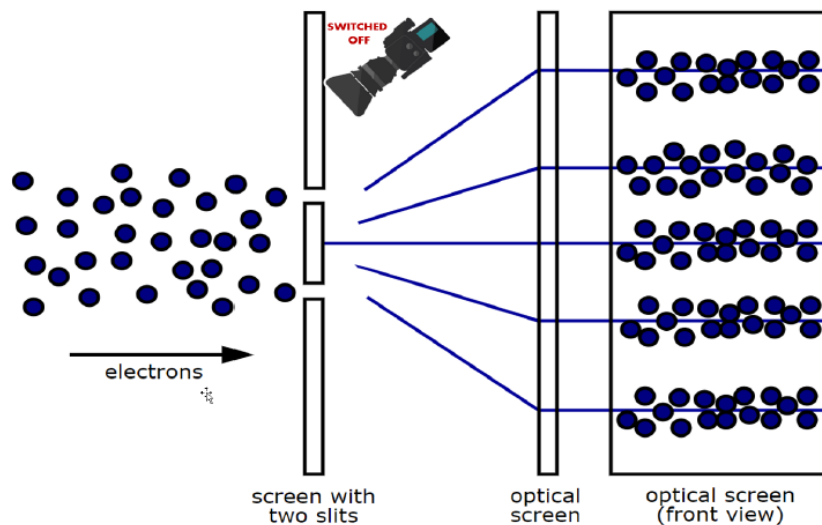 SWITCHED
OFF
electrons
screen with
two slits
optical
screen
optical screen
(front view)